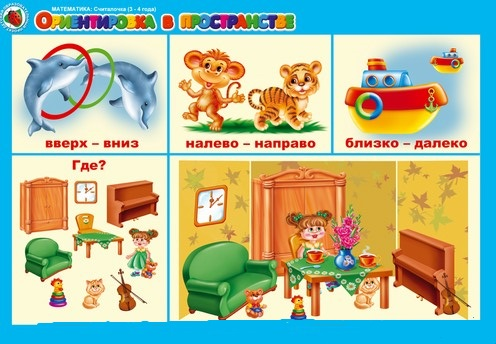 МАТЕМАТИКА: Считалочка (3 - 4 года)
Ориентировка в пространстве
вверх – вниз
налево – направо
близко – далеко
Где?